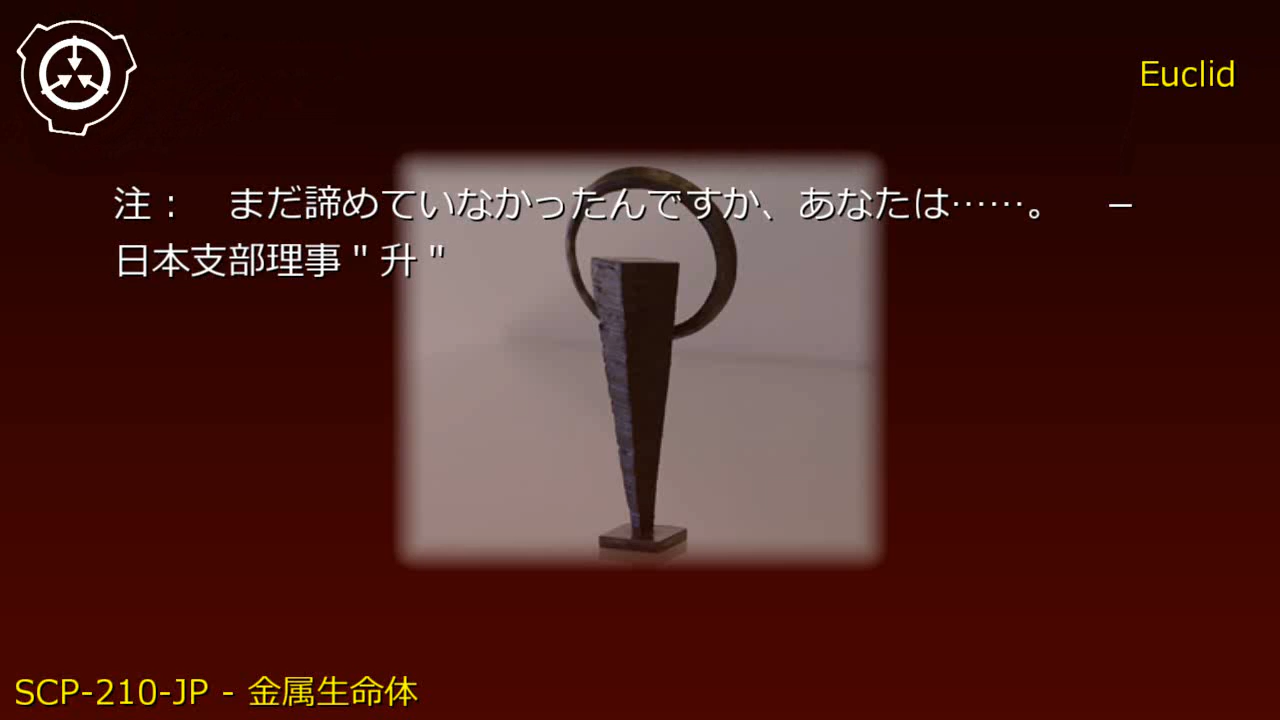 Euclid
注：　まだ諦めていなかったんですか、あなたは……。　–
日本支部理事＂升＂
SCP-210-JP - 金属生命体